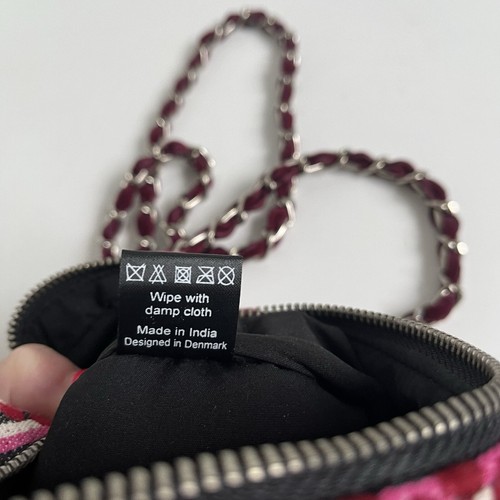 Wipe with
damp cloth
Made in India
Designed in Denmark